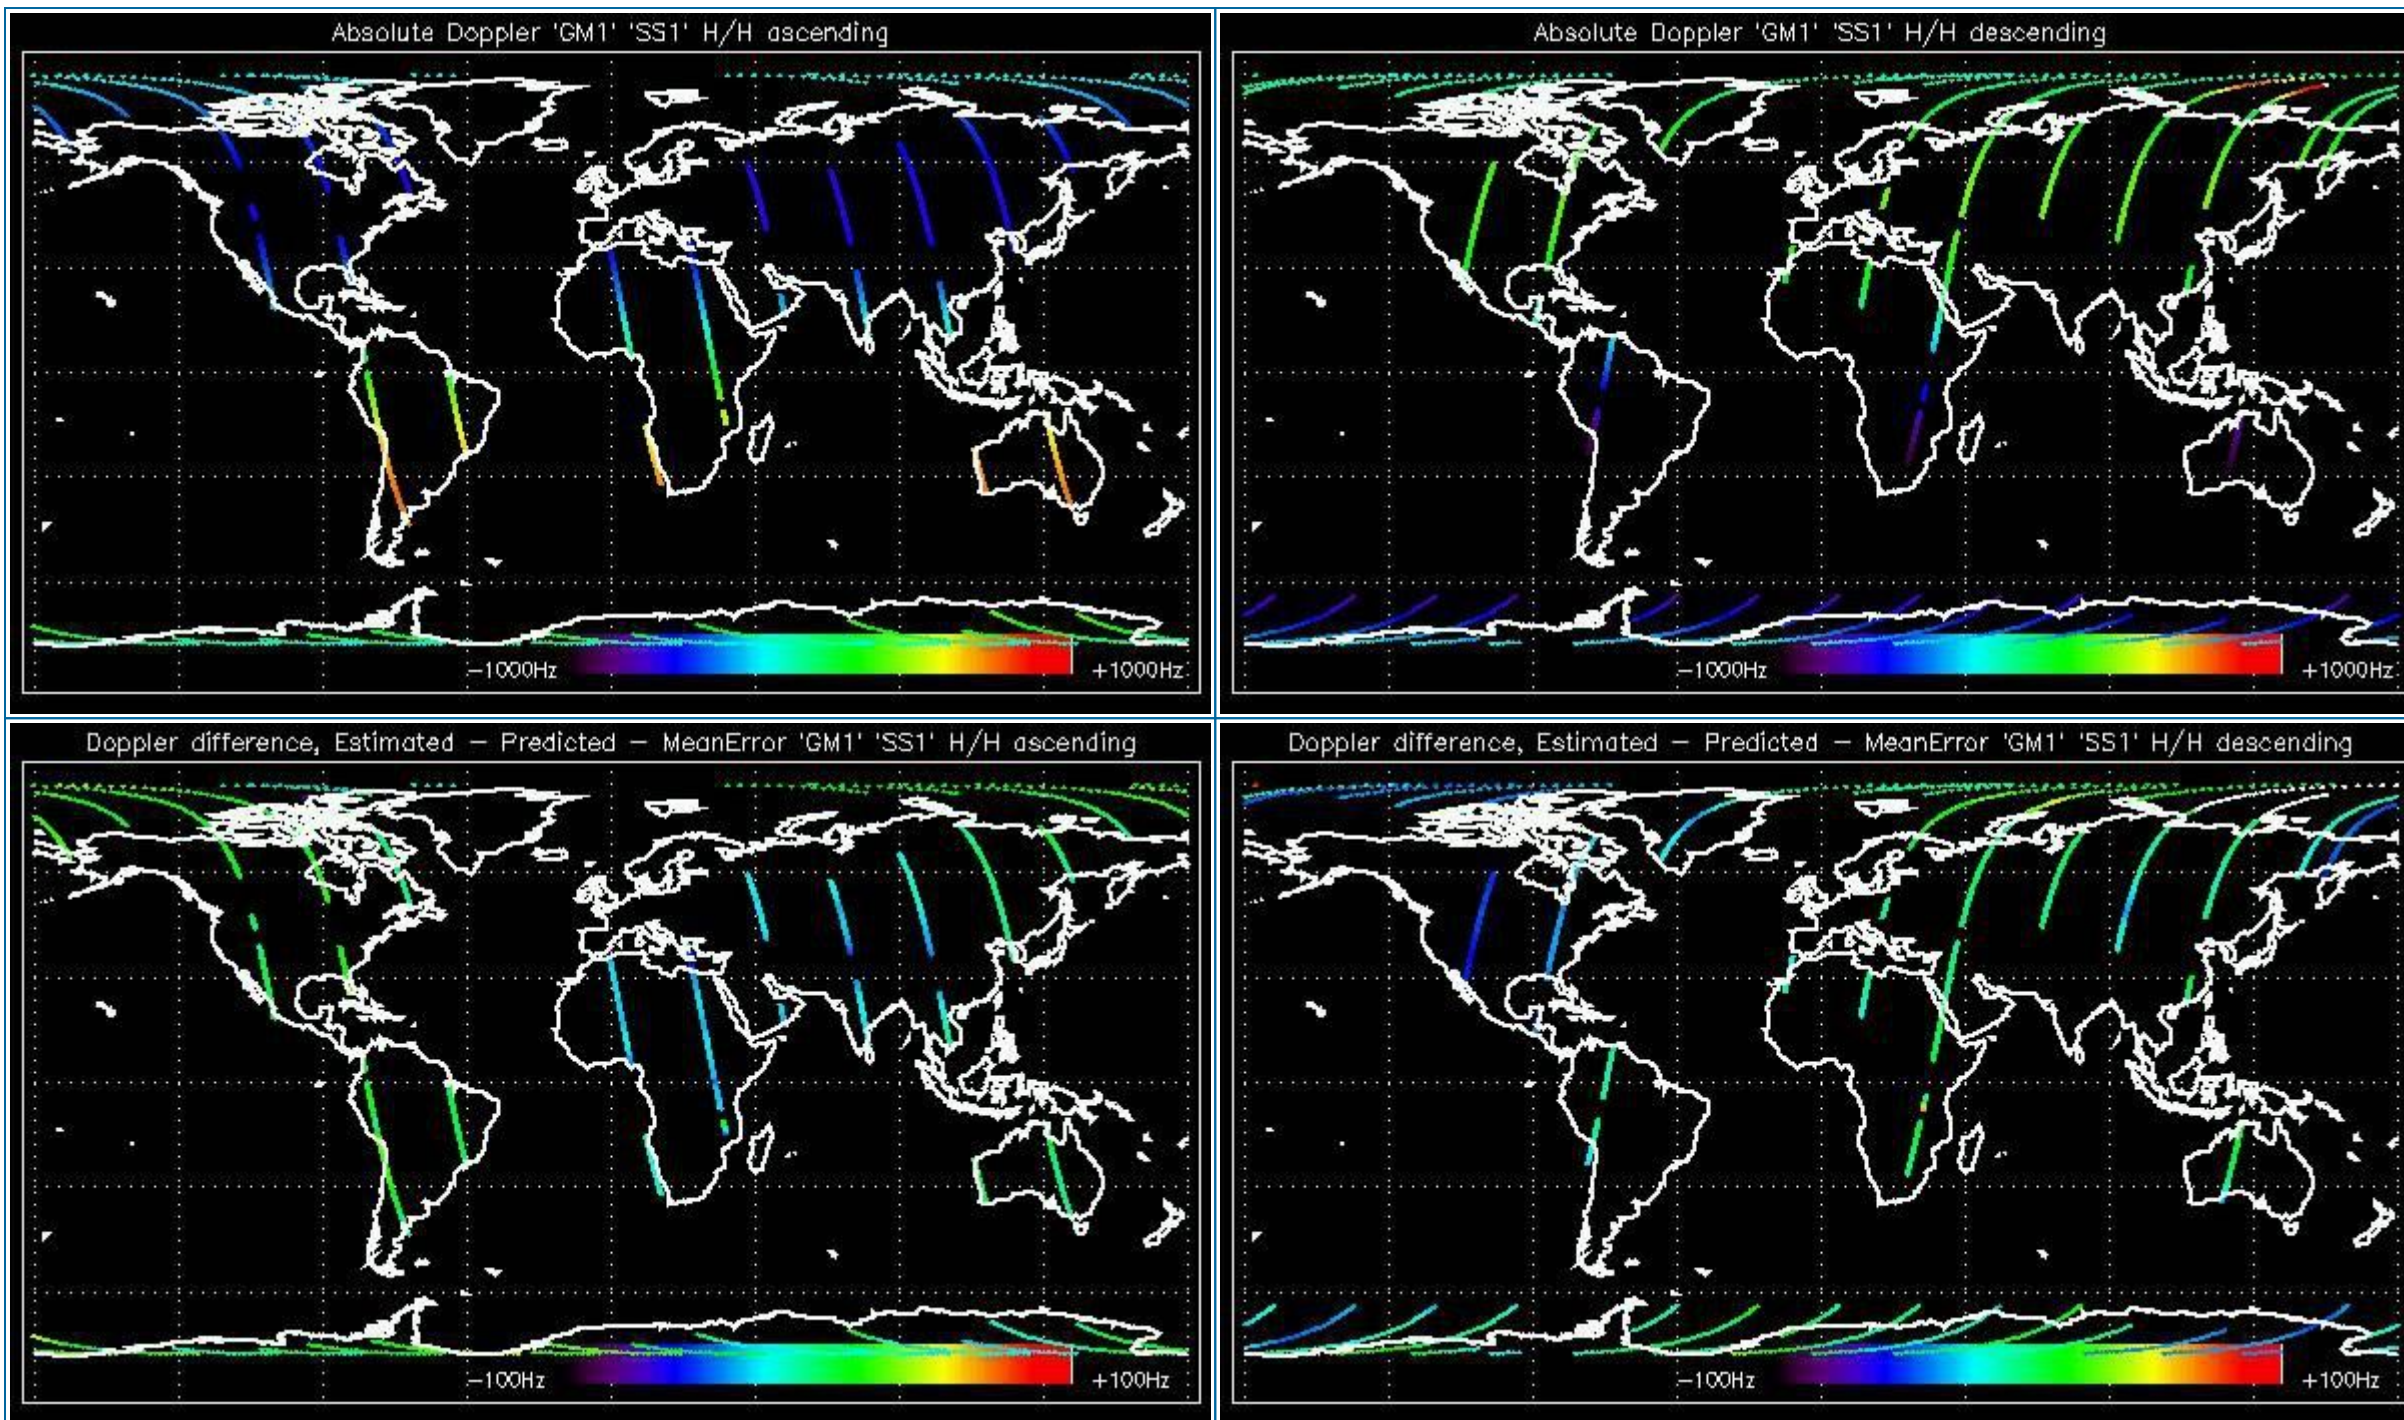 Absolute Doppler 'GM1' 'SS1' H/H ascending
-1000Hz
+1000Hz
Absolute Doppler 'GM1' 'SS1' H/H descending
-1000Hz
+1000Hz
Doppler difference, Estimated - Predicted - MeanError 'GM1' 'SS1' H/H ascending
-100Hz
+100Hz
Doppler difference, Estimated - Predicted - MeanError 'GM1' 'SS1' H/H descending
-100Hz
+100Hz